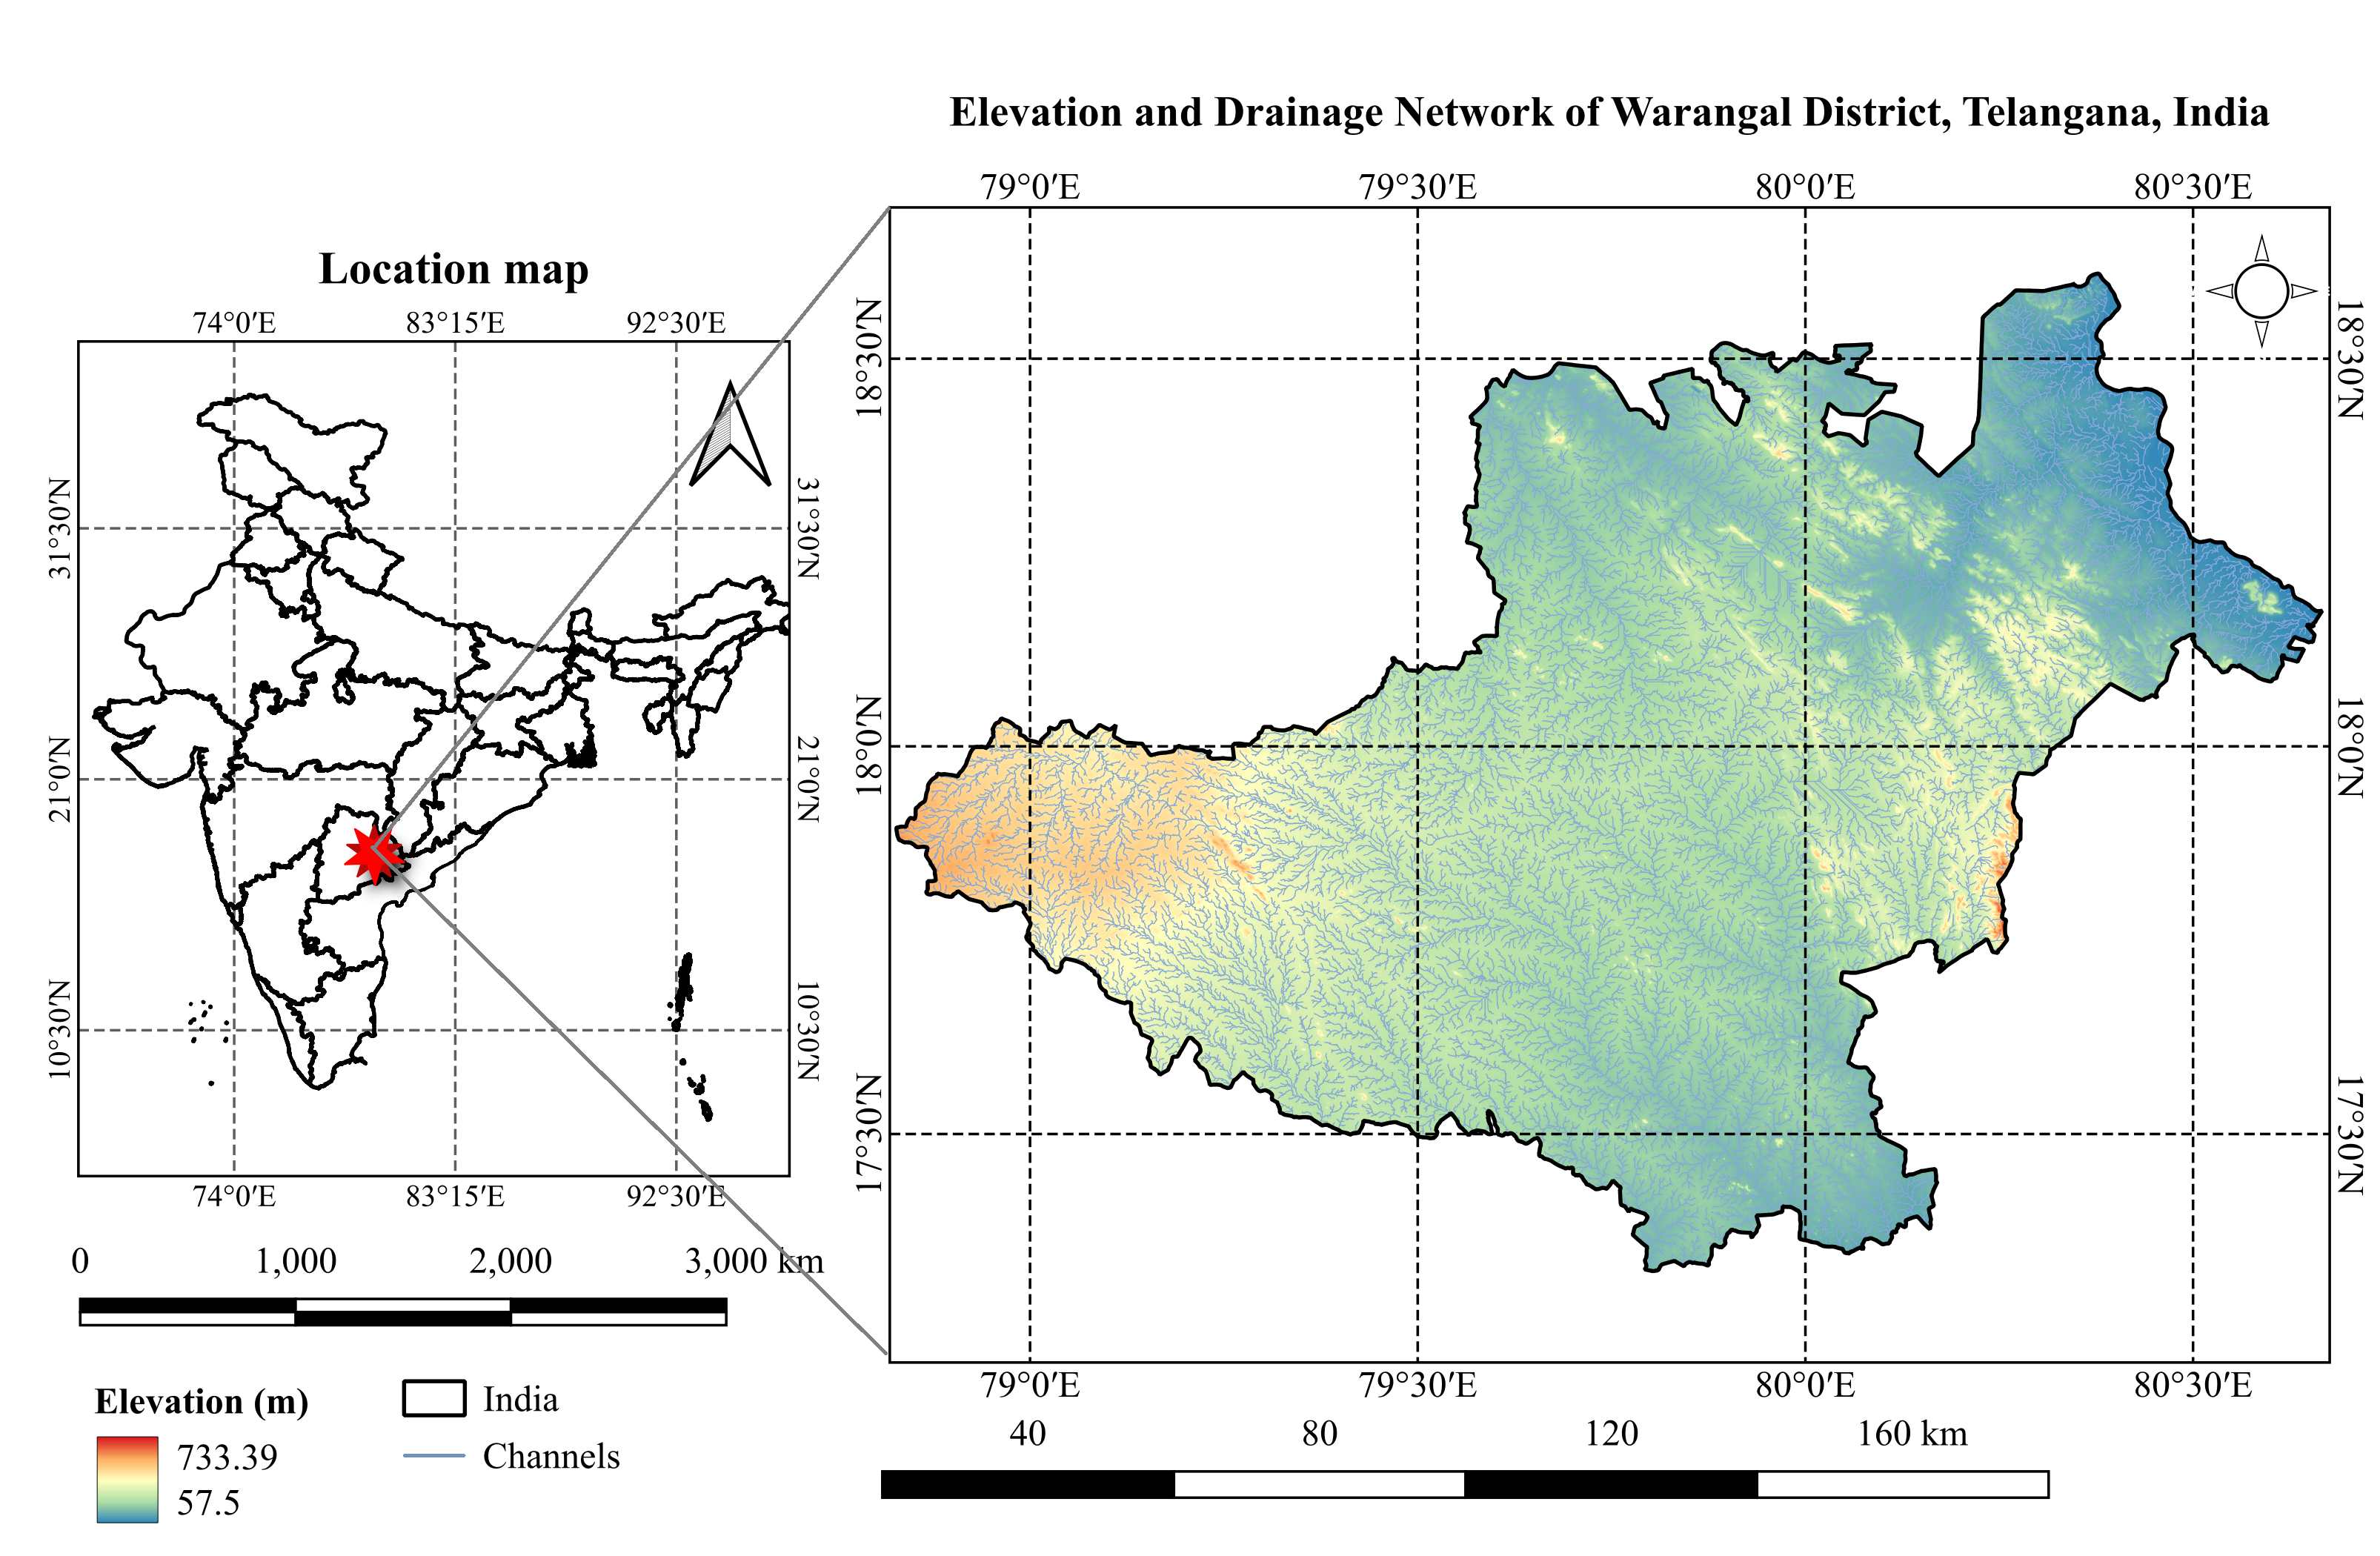 Elevation and Drainage Network of Warangal District, Telangana, India
Location map
74°0′E 83°15′E 92°30′E
31°30′N 31°30′N
21°0′N 21°0′N
10°30′N 10°30′N
74°0′E 83°15′E 92°30′E
0 1,000 2,000 3,000 km
Elevation (m)
733.39
57.5
India
Channels
79°0′E 79°30′E 80°0′E 80°30′E
18°30′N 18°30′N
18°0′N 18°0′N
17°30′N 17°30′N
79°0′E 79°30′E 80°0′E 80°30′E
40 80 120 160 km